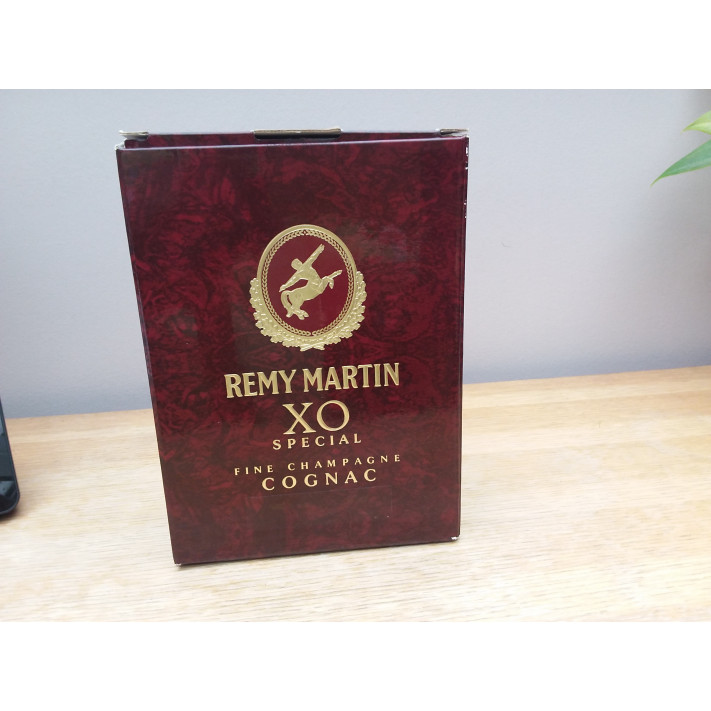 REMY MARTIN
XO
SPECIAL
FINE CHAMPAGNE
COGNAC